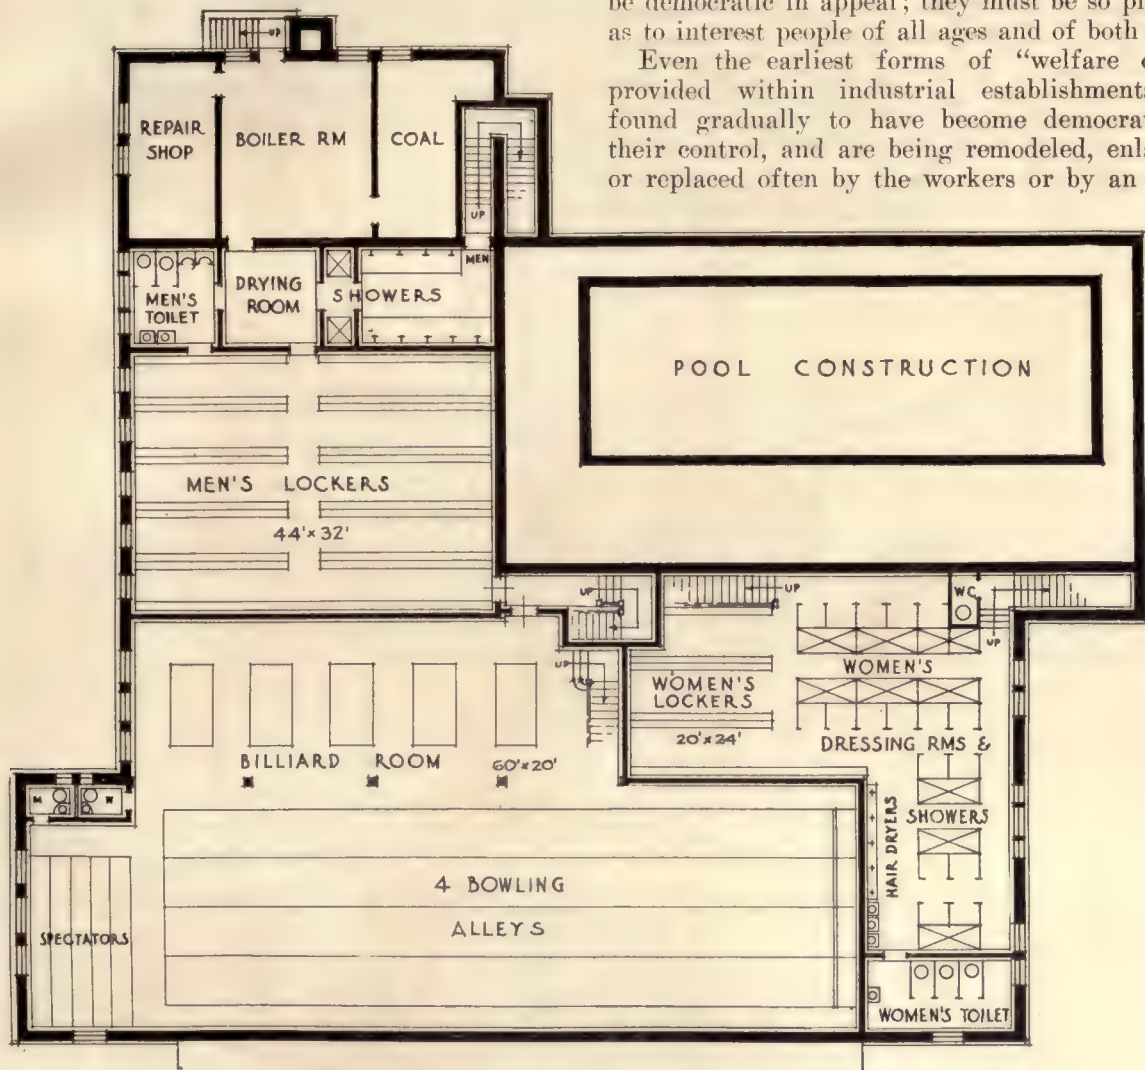 be democratic in appeal; they must be so
as to interest people of all ages and of both
Even the earliest forms of “welfare
provided within industrial establishments
found gradually to have become
their control, and are being remodeled,
or replaced often by the workers or by an
UP
REPAIR
SHOP
BOILER RM
COAL
UP
MEN
MEN'S
TOILET
DRYING
ROOM
SHOWERS
POOL CONSTRUCTION
MEN'S LOCKERS
44'×32'
UP
UP
W.C.
UP
UP
WOMEN'S
LOCKERS
20'×24'
WOMEN'S
DRESSING RMS &
SHOWERS
HAIR DRYERS
BILLIARD ROOM
60'×20'
M
W
4 BOWLING
ALLEYS
SPECTATORS
WOMEN'S TOILET